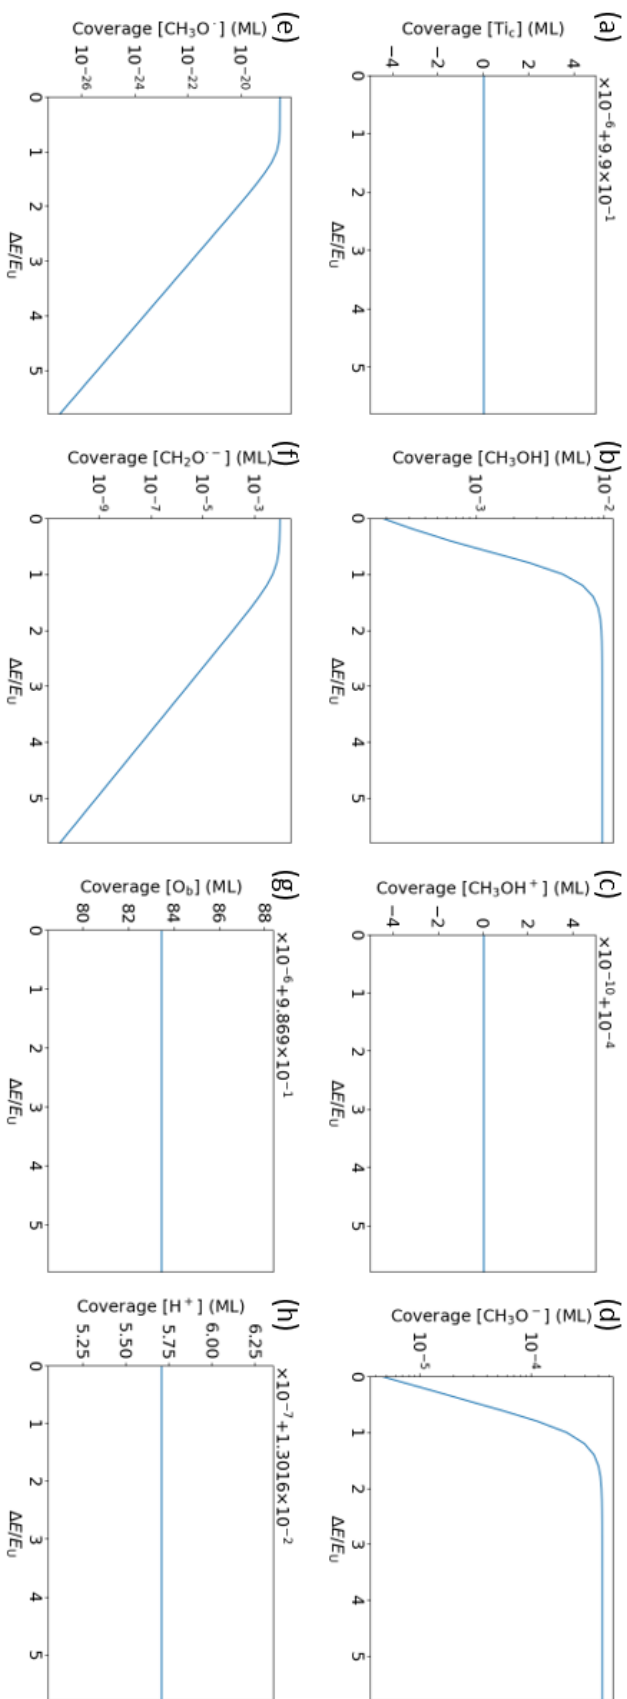 (a)
×10⁻⁶+9.9×10⁻¹
Coverage [Ti_c] (ML)
4
2
0
−2
−4
0 1 2 3 4 5
ΔE/E_U
(b)
Coverage [CH₃OH] (ML)
10⁻²
10⁻³
0 1 2 3 4 5
ΔE/E_U
(c)
×10⁻¹⁰+10⁻⁴
Coverage [CH₃OH⁺] (ML)
4
2
0
−2
−4
0 1 2 3 4 5
ΔE/E_U
(d)
Coverage [CH₃O⁻] (ML)
10⁻⁴
10⁻⁵
0 1 2 3 4 5
ΔE/E_U
(e)
Coverage [CH₃O˙] (ML)
10⁻²⁰
10⁻²²
10⁻²⁴
10⁻²⁶
0 1 2 3 4 5
ΔE/E_U
(f)
Coverage [CH₂O˙⁻] (ML)
10⁻³
10⁻⁵
10⁻⁷
10⁻⁹
0 1 2 3 4 5
ΔE/E_U
(g)
×10⁻⁶+9.869×10⁻¹
Coverage [O_b] (ML)
88
86
84
82
80
0 1 2 3 4 5
ΔE/E_U
(h)
×10⁻⁷+1.3016×10⁻²
Coverage [H⁺] (ML)
6.25
6.00
5.75
5.50
5.25
0 1 2 3 4 5
ΔE/E_U